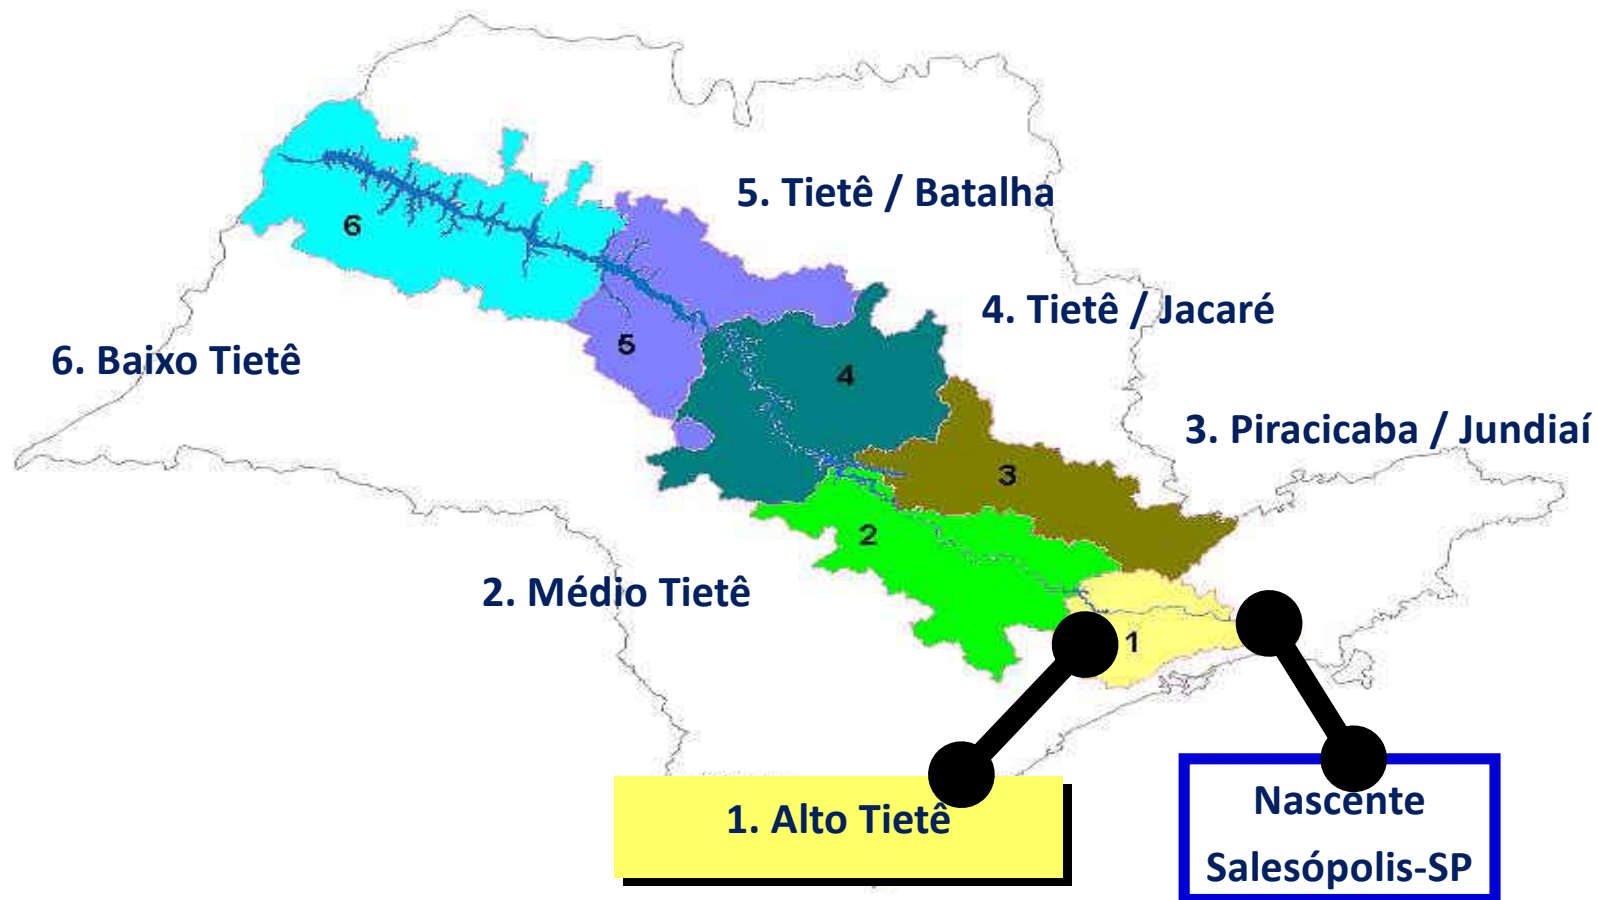 5. Tietê / Batalha
6
4. Tietê / Jacaré
5
6. Baixo Tietê
4
3. Piracicaba / Jundiaí
3
2
2. Médio Tietê
1
1. Alto Tietê
Nascente
Salesópolis-SP